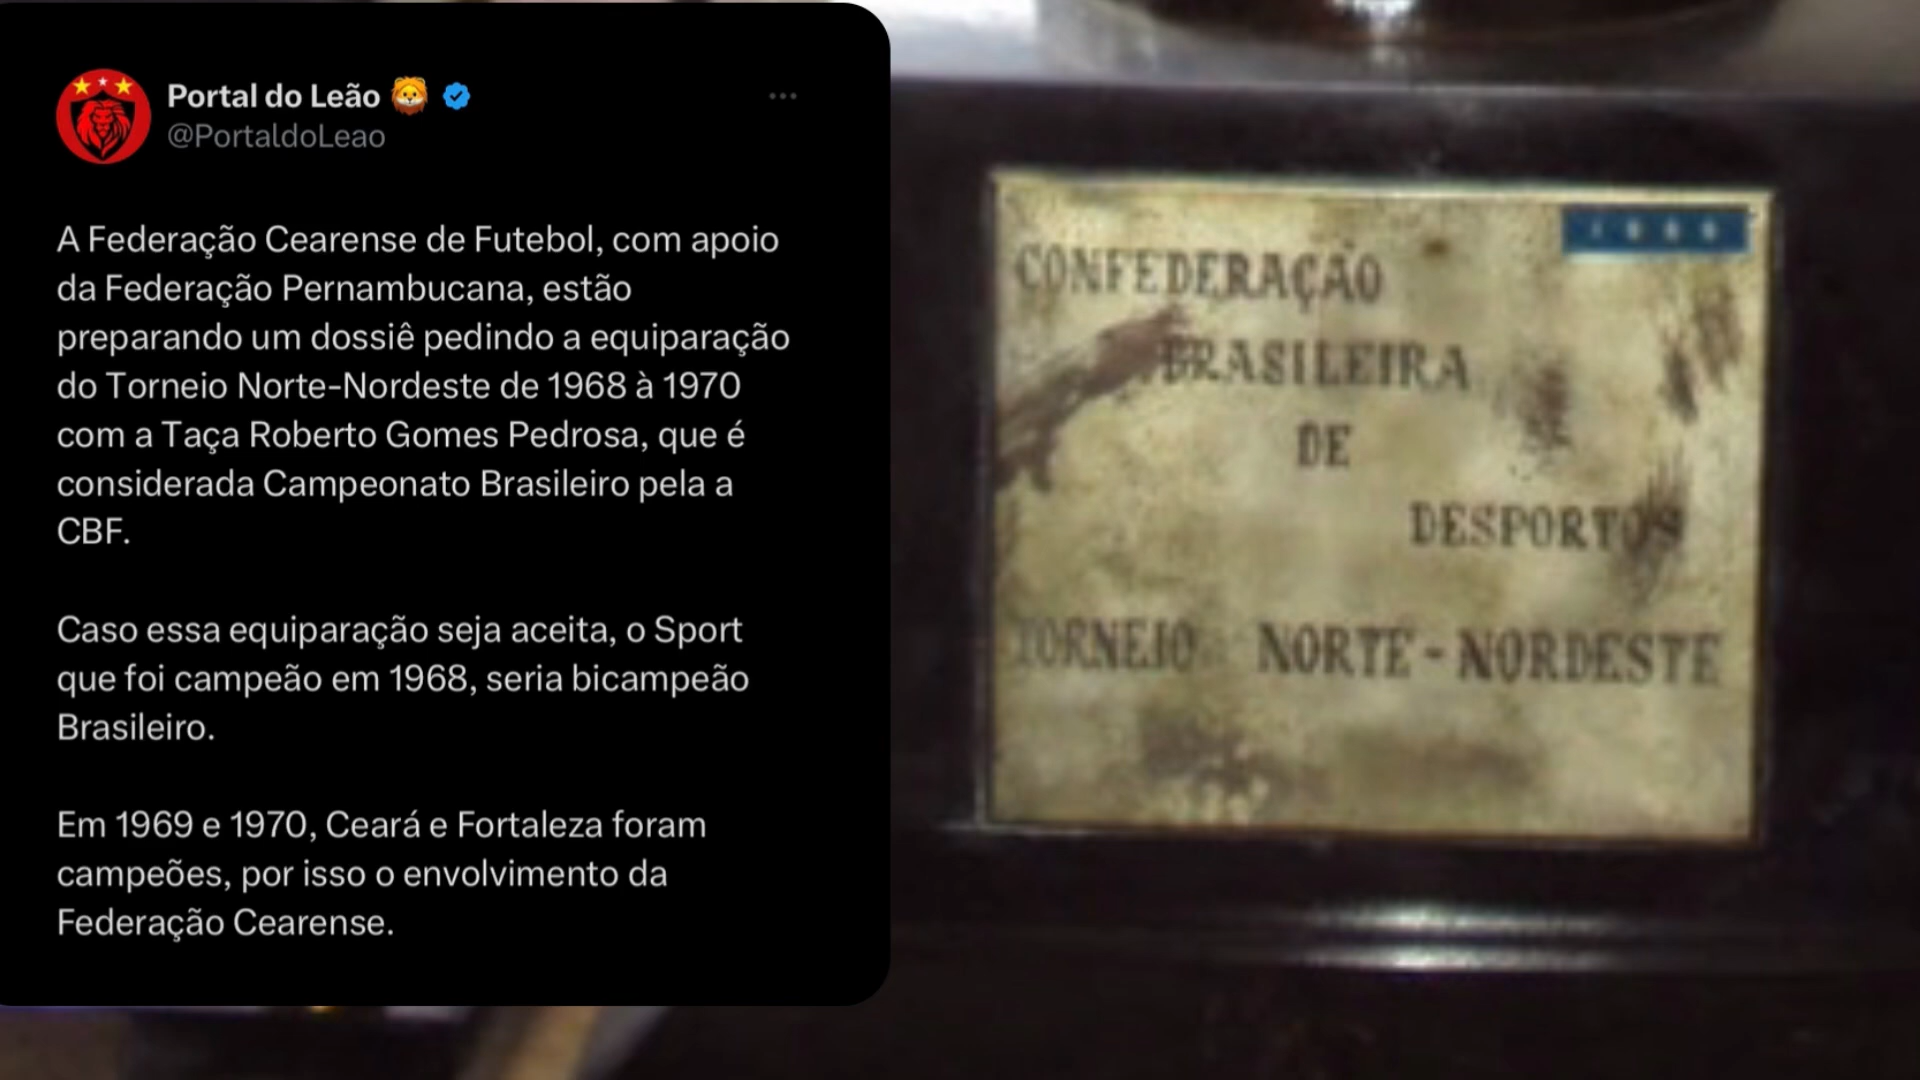 Portal do Leão
@PortaldoLeao
A Federação Cearense de Futebol, com apoio
da Federação Pernambucana, estão
preparando um dossiê pedindo a equiparação
do Torneio Norte-Nordeste de 1968 à 1970
com a Taça Roberto Gomes Pedrosa, que é
considerada Campeonato Brasileiro pela a
CBF.
Caso essa equiparação seja aceita, o Sport
que foi campeão em 1968, seria bicampeão
Brasileiro.
Em 1969 e 1970, Ceará e Fortaleza foram
campeões, por isso o envolvimento da
Federação Cearense.
CONFEDERAÇÃO
BRASILEIRA
DE
DESPORTOS
TORNEIO NORTE-NORDESTE